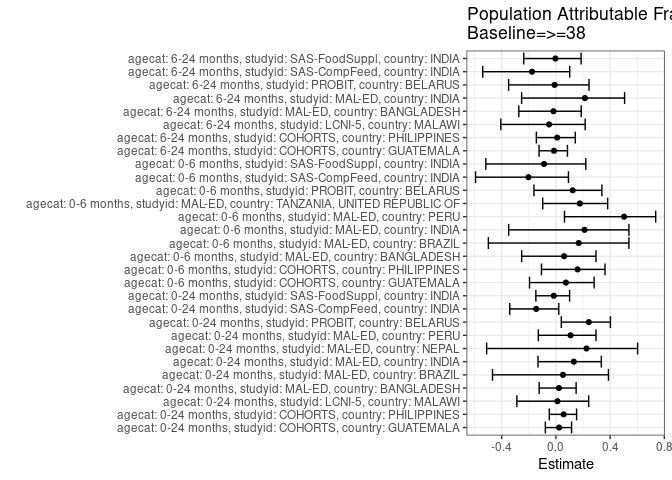 Population Attributable Fra
Baseline=>=38
agecat: 6-24 months, studyid: SAS-FoodSuppl, country: INDIA
agecat: 6-24 months, studyid: SAS-CompFeed, country: INDIA
agecat: 6-24 months, studyid: PROBIT, country: BELARUS
agecat: 6-24 months, studyid: MAL-ED, country: INDIA
agecat: 6-24 months, studyid: MAL-ED, country: BANGLADESH
agecat: 6-24 months, studyid: LCNI-5, country: MALAWI
agecat: 6-24 months, studyid: COHORTS, country: PHILIPPINES
agecat: 6-24 months, studyid: COHORTS, country: GUATEMALA
agecat: 0-6 months, studyid: SAS-FoodSuppl, country: INDIA
agecat: 0-6 months, studyid: SAS-CompFeed, country: INDIA
agecat: 0-6 months, studyid: PROBIT, country: BELARUS
agecat: 0-6 months, studyid: MAL-ED, country: TANZANIA, UNITED REPUBLIC OF
agecat: 0-6 months, studyid: MAL-ED, country: PERU
agecat: 0-6 months, studyid: MAL-ED, country: INDIA
agecat: 0-6 months, studyid: MAL-ED, country: BRAZIL
agecat: 0-6 months, studyid: MAL-ED, country: BANGLADESH
agecat: 0-6 months, studyid: COHORTS, country: PHILIPPINES
agecat: 0-6 months, studyid: COHORTS, country: GUATEMALA
agecat: 0-24 months, studyid: SAS-FoodSuppl, country: INDIA
agecat: 0-24 months, studyid: SAS-CompFeed, country: INDIA
agecat: 0-24 months, studyid: PROBIT, country: BELARUS
agecat: 0-24 months, studyid: MAL-ED, country: PERU
agecat: 0-24 months, studyid: MAL-ED, country: NEPAL
agecat: 0-24 months, studyid: MAL-ED, country: INDIA
agecat: 0-24 months, studyid: MAL-ED, country: BRAZIL
agecat: 0-24 months, studyid: MAL-ED, country: BANGLADESH
agecat: 0-24 months, studyid: LCNI-5, country: MALAWI
agecat: 0-24 months, studyid: COHORTS, country: PHILIPPINES
agecat: 0-24 months, studyid: COHORTS, country: GUATEMALA
-0.4 0.0 0.4 0.8
Estimate